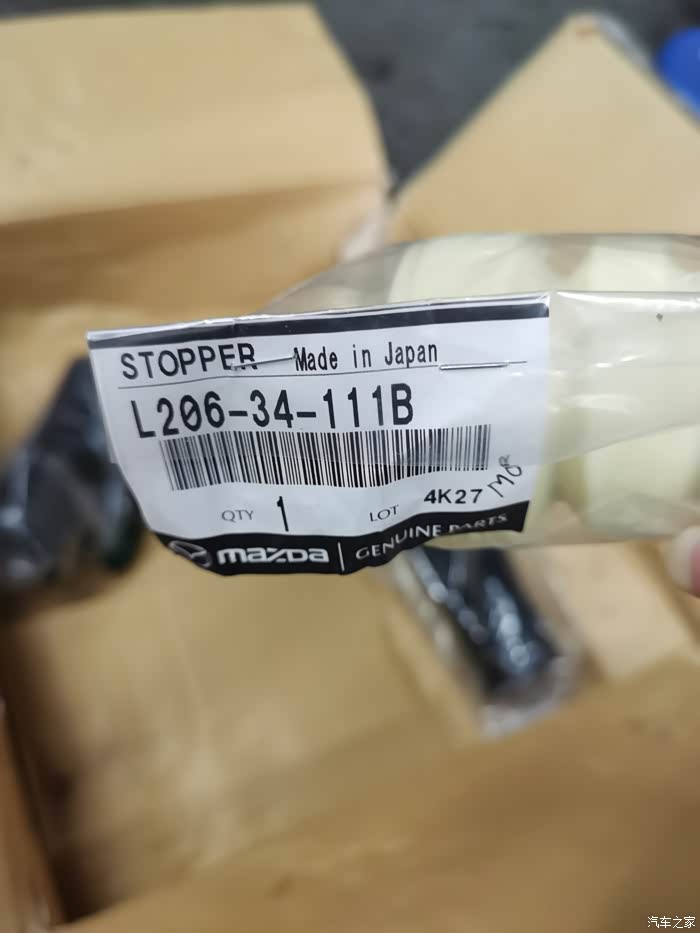 STOPPER Made in Japan
L206-34-111B
QTY 1 LOT 4K27
mazda GENUINE PARTS
汽车之家